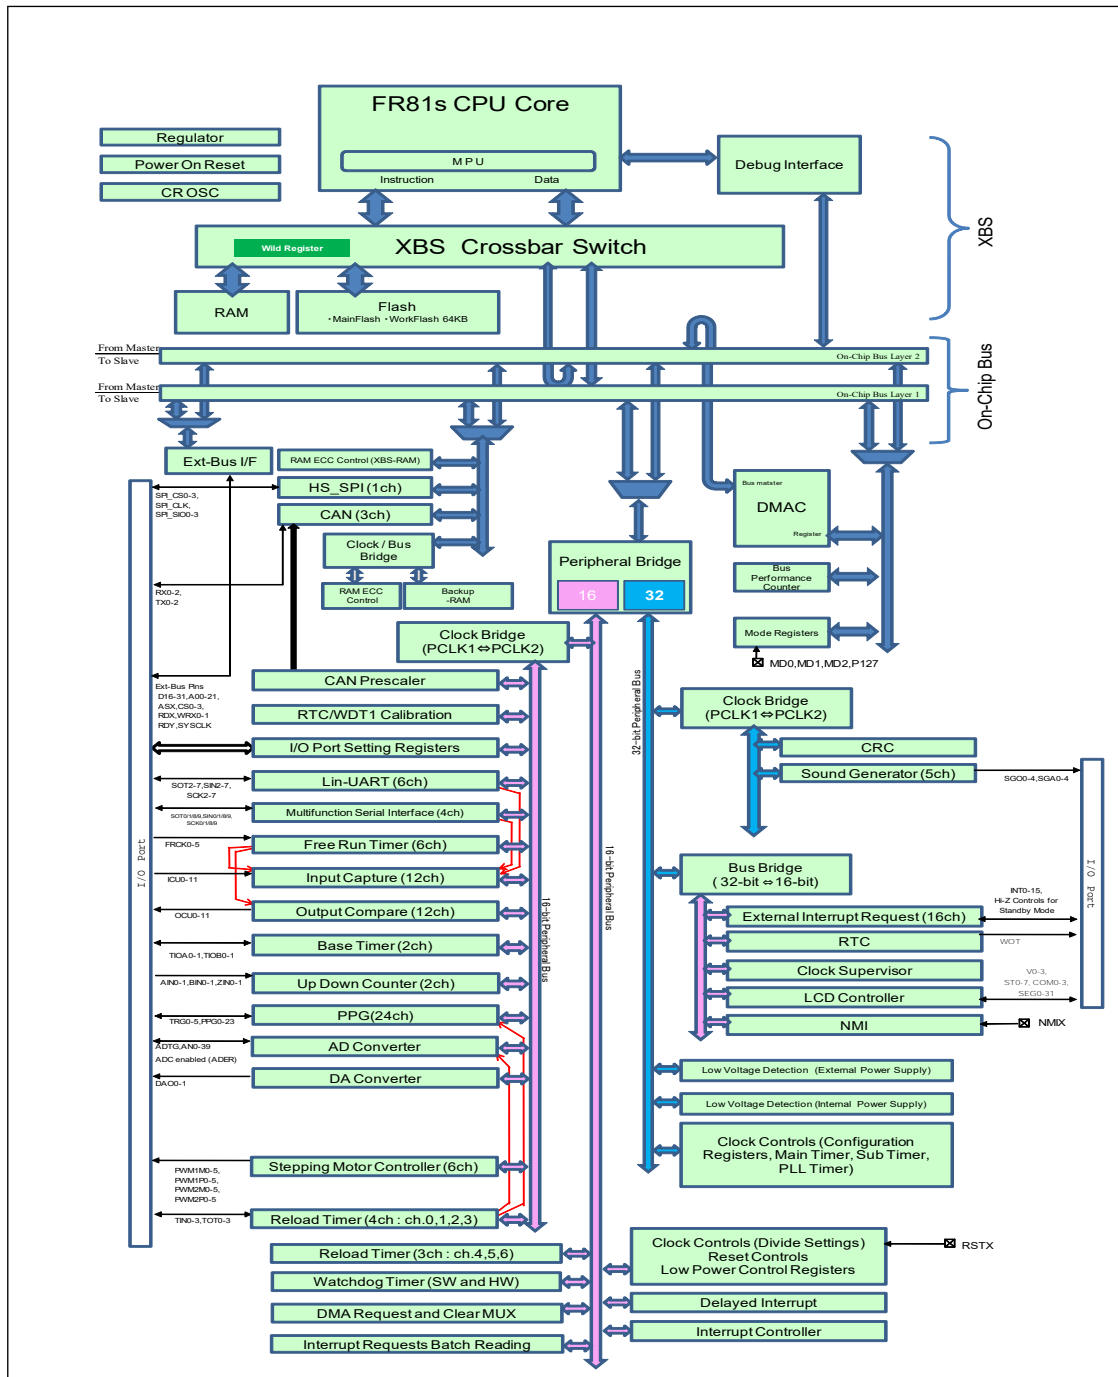 FR81s CPU Core
MPU
Instruction
Data
Regulator
Power On Reset
CR OSC
Debug Interface
XBS
Wild Register
XBS Crossbar Switch
RAM
Flash
・MainFlash ・WorkFlash 64KB
From Master
To Slave
On-Chip Bus Layer 2
From Master
To Slave
On-Chip Bus Layer 1
On-Chip Bus
Ext-Bus I/F
RAM ECC Control (XBS-RAM)
HS_SPI (1ch)
CAN (3ch)
Clock / Bus
Bridge
RAM ECC
Control
Backup
-RAM
SPI_CS0-3,
SPI_CLK,
SPI_SIO0-3
RX0-2,
TX0-2
Bus matster
DMAC
Register
Bus
Performance
Counter
Mode Registers
MD0,MD1,MD2,P127
Peripheral Bridge
16
32
Clock Bridge
(PCLK1⇔PCLK2)
Ext-Bus Pins
D16-31,A00-21,
ASX,CS0-3,
RDX,WRX0-1
RDY,SYSCLK
CAN Prescaler
RTC/WDT1 Calibration
I/O Port Setting Registers
Lin-UART (6ch)
SOT2-7,SIN2-7,
SCK2-7
Multifunction Serial Interface (4ch)
SOT0/1/8/9,SIN0/1/8/9,
SCK0/1/8/9
Free Run Timer (6ch)
FRCK0-5
Input Capture (12ch)
ICU0-11
Output Compare (12ch)
OCU0-11
Base Timer (2ch)
TIOA0-1,TIOB0-1
Up Down Counter (2ch)
AIN0-1,BIN0-1,ZIN0-1
PPG(24ch)
TRG0-5,PPG0-23
AD Converter
ADTG,AN0-39
ADC enabled (ADER)
DA Converter
DAO0-1
Stepping Motor Controller (6ch)
PWM1M0-5,
PWM1P0-5,
PWM2M0-5,
PWM2P0-5
Reload Timer (4ch : ch.0,1,2,3)
TIN0-3,TOT0-3
I/O Port
16-bit Peripheral Bus
16-bit Peripheral Bus
32-bit Peripheral Bus
Clock Bridge
(PCLK1⇔PCLK2)
CRC
Sound Generator (5ch)
SGO0-4,SGA0-4
Bus Bridge
( 32-bit ⇔ 16-bit)
External Interrupt Request (16ch)
INT0-15,
Hi-Z Controls for
Standby Mode
RTC
WOT
Clock Supervisor
LCD Controller
V0-3,
ST0-7, COM0-3,
SEG0-31
NMI
NMIX
I/O Port
Low Voltage Detection (External Power Supply)
Low Voltage Detection (Internal Power Supply)
Clock Controls (Configuration
Registers, Main Timer, Sub Timer,
PLL Timer)
Reload Timer (3ch : ch.4,5,6)
Watchdog Timer (SW and HW)
DMA Request and Clear MUX
Interrupt Requests Batch Reading
Clock Controls (Divide Settings)
Reset Controls
Low Power Control Registers
RSTX
Delayed Interrupt
Interrupt Controller